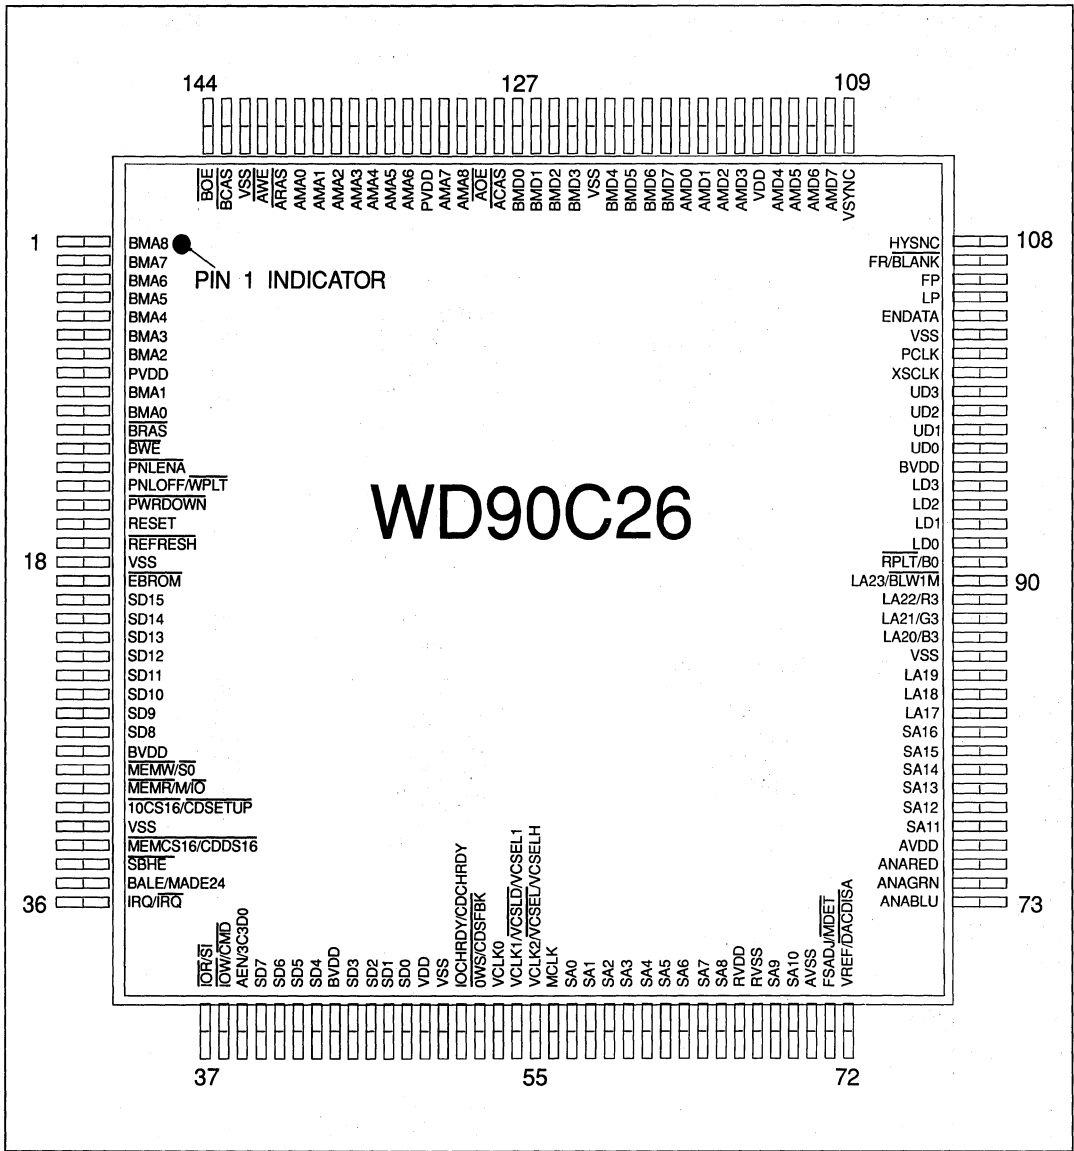 144 127 109
BOE
BCAS
VSS
AWE
ARAS
AMA0
AMA1
AMA2
AMA3
AMA4
AMA5
AMA6
PVDD
AMA7
AMA8
AOE
ACAS
BMD0
BMD1
BMD2
BMD3
VSS
BMD4
BMD5
BMD6
BMD7
AMD0
AMD1
AMD2
AMD3
VDD
AMD4
AMD5
AMD6
AMD7
VSYNC
1
BMA8
PIN 1 INDICATOR
BMA7
BMA6
BMA5
BMA4
BMA3
BMA2
PVDD
BMA1
BMA0
BRAS
BWE
PNLENA
PNLOFF/WPLT
PWRDOWN
RESET
REFRESH
18
VSS
EBROM
SD15
SD14
SD13
SD12
SD11
SD10
SD9
SD8
BVDD
MEMW/S0
MEMR/M/IO
10CS16/CDSETUP
VSS
MEMCS16/CDDS16
SBHE
BALE/MADE24
36
IRQ/IRQ
WD90C26
HYSNC
108
FR/BLANK
FP
LP
ENDATA
VSS
PCLK
XSCLK
UD3
UD2
UD1
UD0
BVDD
LD3
LD2
LD1
LD0
RPLT/B0
LA23/BLW1M
90
LA22/R3
LA21/G3
LA20/B3
VSS
LA19
LA18
LA17
SA16
SA15
SA14
SA13
SA12
SA11
AVDD
ANARED
ANAGRN
ANABLU
73
IOR/SI
IOW/CMD
AEN/3C3D0
SD7
SD6
SD5
SD4
BVDD
SD3
SD2
SD1
SD0
VDD
VSS
IOCHRDY/CDCHRDY
0WS/CDSFBK
VCLK0
VCLK1/VCSLD/VCSEL1
VCLK2/VCSEL/VCSELH
MCLK
SA0
SA1
SA2
SA3
SA4
SA5
SA6
SA7
SA8
RVDD
RVSS
SA9
SA10
AVSS
FSADJ/MDET
VREF/DACDISA
37 55 72